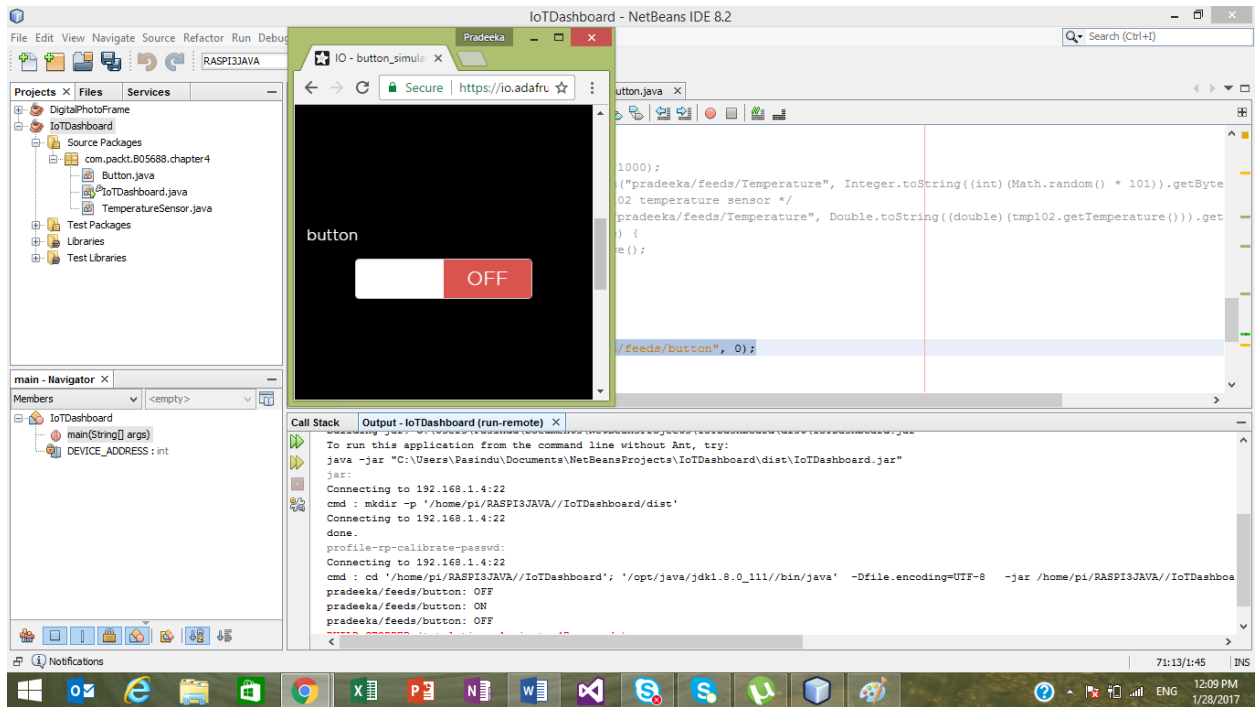 IoTDashboard - NetBeans IDE 8.2
File Edit View Navigate Source Refactor Run Debug
Search (Ctrl+I)
RASPI3JAVA
Pradeeka
IO - button_simula
Secure https://io.adafru
button
OFF
Projects Files Services
DigitalPhotoFrame
IoTDashboard
Source Packages
com.packt.B05688.chapter4
Button.java
IoTDashboard.java
TemperatureSensor.java
Test Packages
Libraries
Test Libraries
utton.java
1000);
("pradeeka/feeds/Temperature", Integer.toString((int)(Math.random() * 101)).getByte
02 temperature sensor */
pradeeka/feeds/Temperature", Double.toString((double)(tmp102.getTemperature())).get
) {
e();
/feeds/button", 0);
main - Navigator
Members <empty>
IoTDashboard
main(String[] args)
DEVICE_ADDRESS : int
Call Stack Output - IoTDashboard (run-remote)
To run this application from the command line without Ant, try:
java -jar "C:\Users\Pasindu\Documents\NetBeansProjects\IoTDashboard\dist\IoTDashboard.jar"
jar:
Connecting to 192.168.1.4:22
cmd : mkdir -p '/home/pi/RASPI3JAVA//IoTDashboard/dist'
Connecting to 192.168.1.4:22
done.
profile-rp-calibrate-passwd:
Connecting to 192.168.1.4:22
cmd : cd '/home/pi/RASPI3JAVA//IoTDashboard'; '/opt/java/jdk1.8.0_111//bin/java' -Dfile.encoding=UTF-8 -jar /home/pi/RASPI3JAVA//IoTDashboa
pradeeka/feeds/button: OFF
pradeeka/feeds/button: ON
pradeeka/feeds/button: OFF
Notifications
71:13/1:45 INS
ENG
12:09 PM
1/28/2017